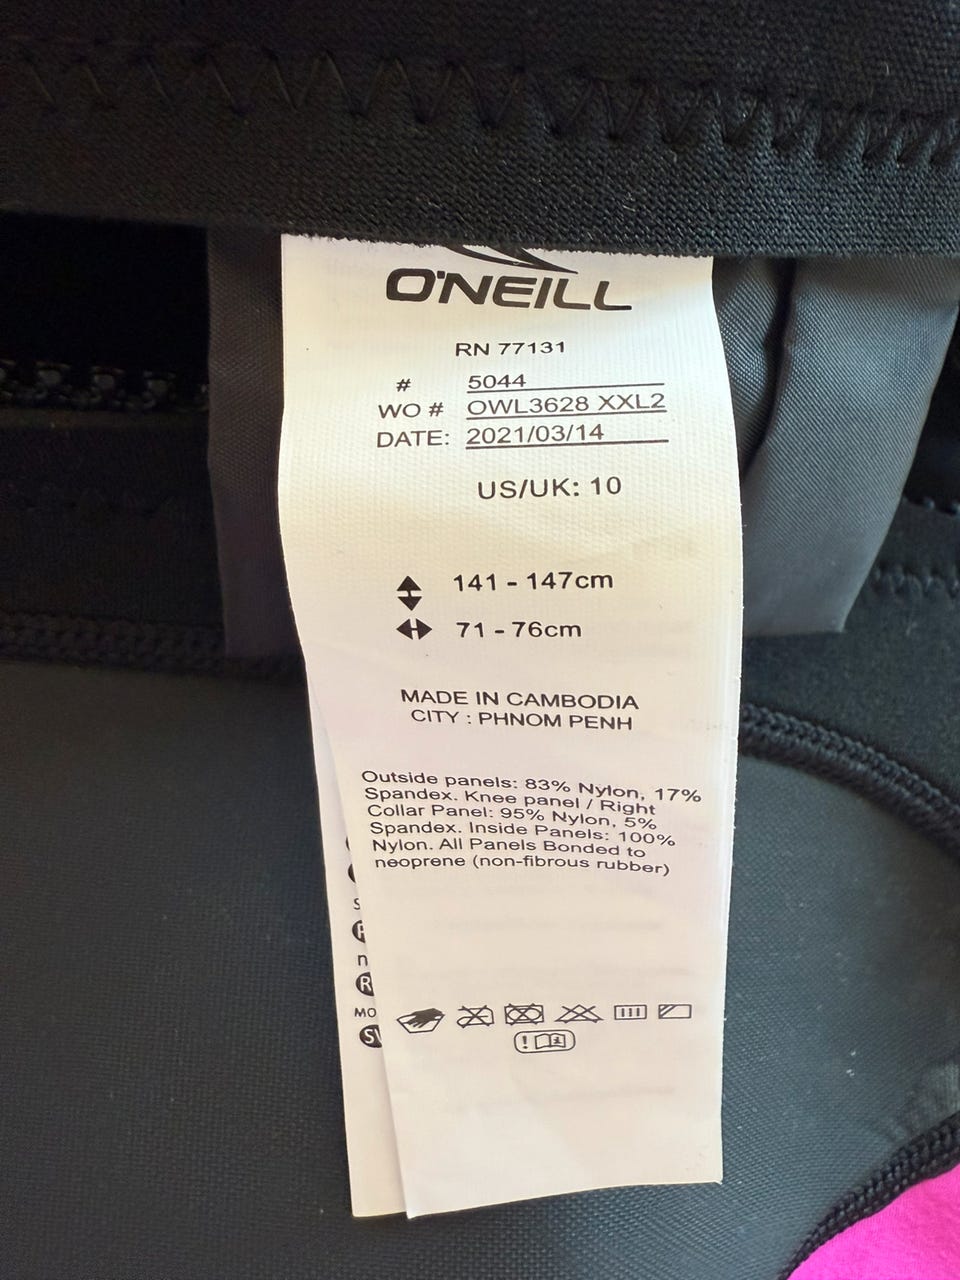 O'NEILL
RN 77131
# 5044
WO # OWL3628 XXL2
DATE: 2021/03/14
US/UK: 10
141 - 147cm
71 - 76cm
MADE IN CAMBODIA
CITY : PHNOM PENH
Outside panels: 83% Nylon, 17%
Spandex. Knee panel / Right
Collar Panel: 95% Nylon, 5%
Spandex. Inside Panels: 100%
Nylon. All Panels Bonded to
neoprene (non-fibrous rubber)
S
n
R
MO